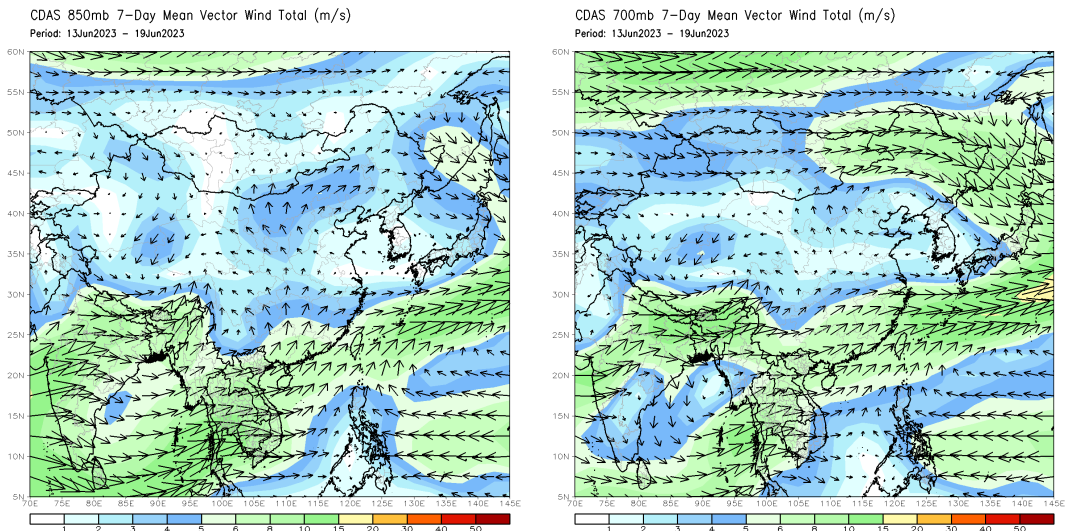 CDAS 850mb 7-Day Mean Vector Wind Total (m/s)
Period: 13Jun2023 - 19Jun2023
60N
55N
50N
45N
40N
35N
30N
25N
20N
15N
10N
5N
70E 75E 80E 85E 90E 95E 100E 105E 110E 115E 120E 125E 130E 135E 140E 145E
1 2 3 4 5 6 8 10 15 20 30 40 50
CDAS 700mb 7-Day Mean Vector Wind Total (m/s)
Period: 13Jun2023 - 19Jun2023
60N
55N
50N
45N
40N
35N
30N
25N
20N
15N
10N
5N
70E 75E 80E 85E 90E 95E 100E 105E 110E 115E 120E 125E 130E 135E 140E 145E
1 2 3 4 5 6 8 10 15 20 30 40 50